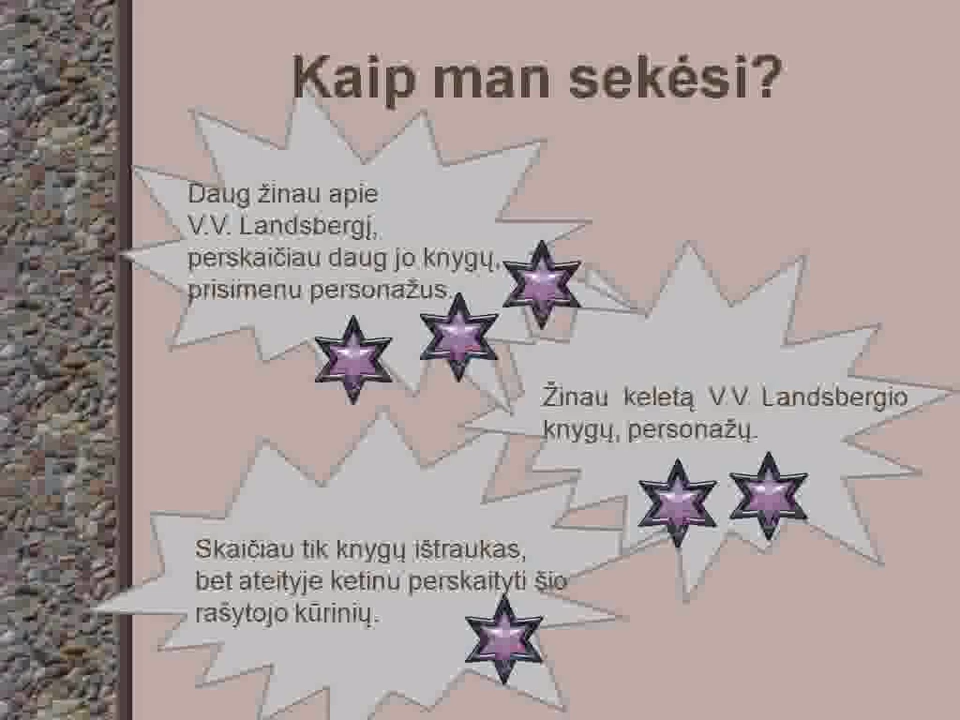 Kaip man sekėsi?
Daug žinau apie
V.V. Landsbergį,
perskaičiau daug jo knygų,
prisimenu personažus.
Žinau keletą V.V. Landsbergio
knygų, personažų.
Skaičiau tik knygų ištraukas,
bet ateityje ketinu perskaityti šio
rašytojo kūrinių.